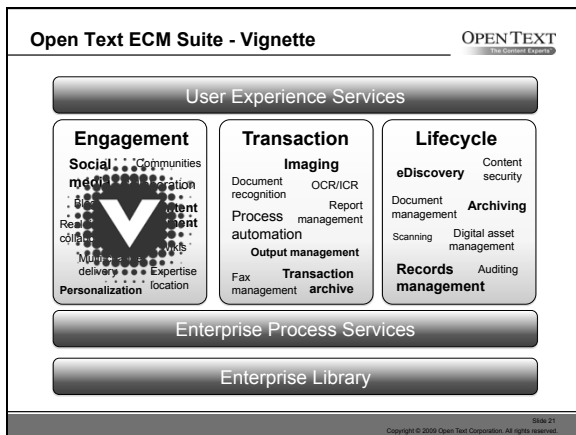 Open Text ECM Suite - Vignette
OPEN TEXT
The Content Experts
User Experience Services
Engagement
Social
Communities
Multi
delivery
Expertise
location
Personalization
Transaction
Imaging
Document
recognition
OCR/ICR
Report
management
Process
automation
Output management
Fax
management
Transaction
archive
Lifecycle
eDiscovery
Content
security
Document
management
Archiving
Scanning
Digital asset
management
Records
management
Auditing
Enterprise Process Services
Enterprise Library
Slide 21
Copyright © 2009 Open Text Corporation. All rights reserved.